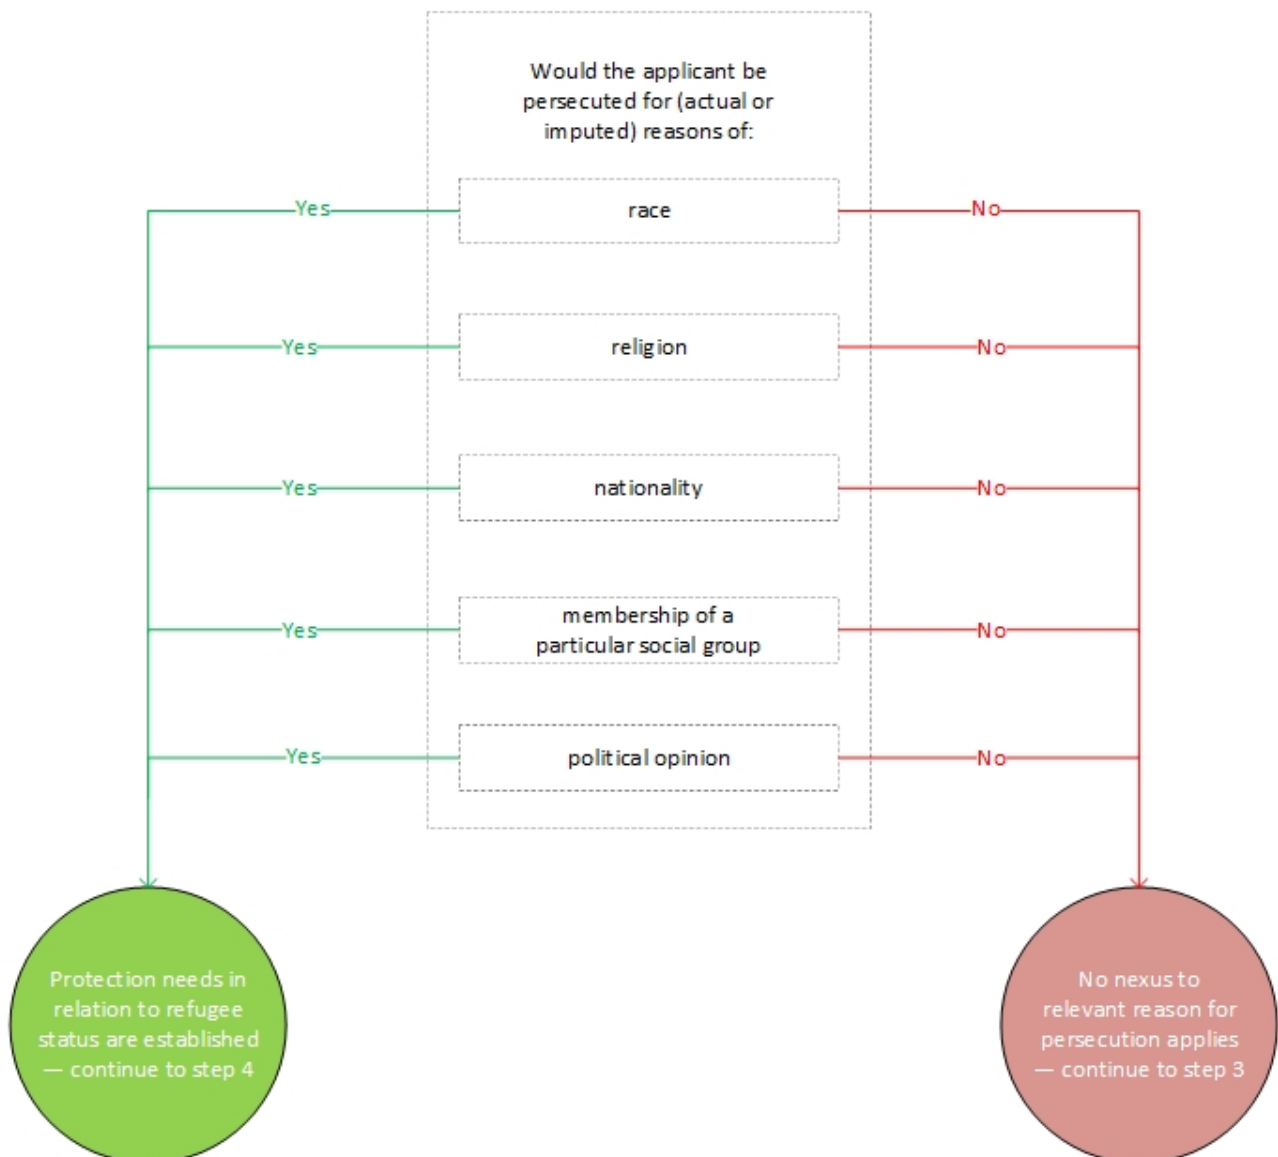 Would the applicant be
persecuted for (actual or
imputed) reasons of:
Yes
race
No
Yes
religion
No
Yes
nationality
No
Yes
membership of a
particular social group
No
Yes
political opinion
No
Protection needs in
relation to refugee
status are established
— continue to step 4
No nexus to
relevant reason for
persecution applies
— continue to step 3